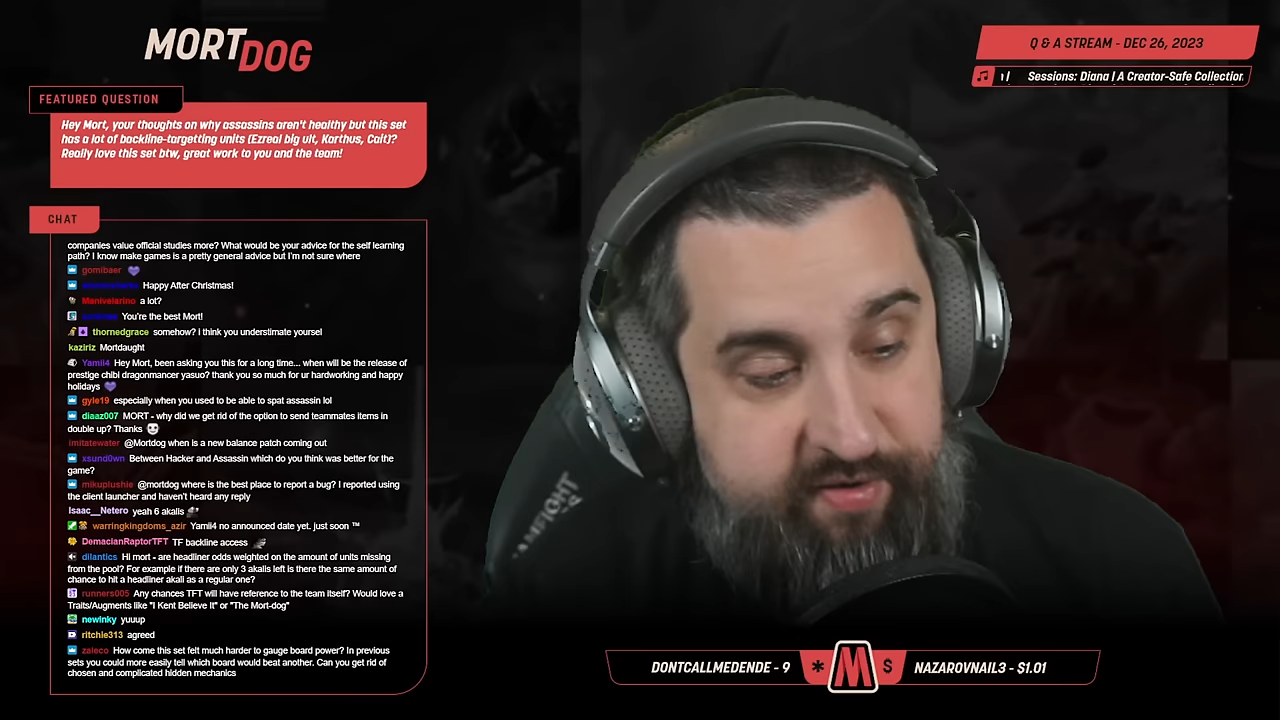 MORTDOG
Q & A STREAM - DEC 26, 2023
Sessions: Diana | A Creator-Safe Collection
FEATURED QUESTION
Hey Mort, your thoughts on why assassins aren't healthy but this set
has a lot of backline-targetting units (Ezreal big ult, Karthus, Cait)?
Really love this set btw, great work to you and the team!
CHAT
companies value official studies more? What would be your advice for the self learning
path? I know make games is a pretty general advice but I'm not sure where
gomibaer
Happy After Christmas!
Manivelarino a lot?
You're the best Mort!
thornedgrace somehow? i think you understimate yoursel
kaziriz Mortdaught
Yamii4 Hey Mort, been asking you this for a long time... when will be the release of
prestige chibi dragonmancer yasuo? thank you so much for ur hardworking and happy
holidays
gyle19 especially when you used to be able to spat assassin lol
diaaz007 MORT - why did we get rid of the option to send teammates items in
double up? Thanks
imitatewater @Mortdog when is a new balance patch coming out
xsund0wn Between Hacker and Assassin which do you think was better for the
game?
mikuplushie @mortdog where is the best place to report a bug? I reported using
the client launcher and haven't heard any reply
Isaac__Netero yeah 6 akalis
warringkingdoms_azir Yamii4 no announced date yet. just soon ™
DemacianRaptorTFT TF backline access
dilantics Hi mort - are headliner odds weighted on the amount of units missing
from the pool? For example if there are only 3 akalis left is there the same amount of
chance to hit a headliner akali as a regular one?
runners005 Any chances TFT will have reference to the team itself? Would love a
Traits/Augments like "I Kent Believe It" or "The Mort-dog"
newinky yuuup
ritchie313 agreed
zaleco How come this set felt much harder to gauge board power? In previous
sets you could more easily tell which board would beat another. Can you get rid of
chosen and complicated hidden mechanics
DONTCALLMEDENDE - 9
* M $
NAZAROVNAIL3 - $1.01